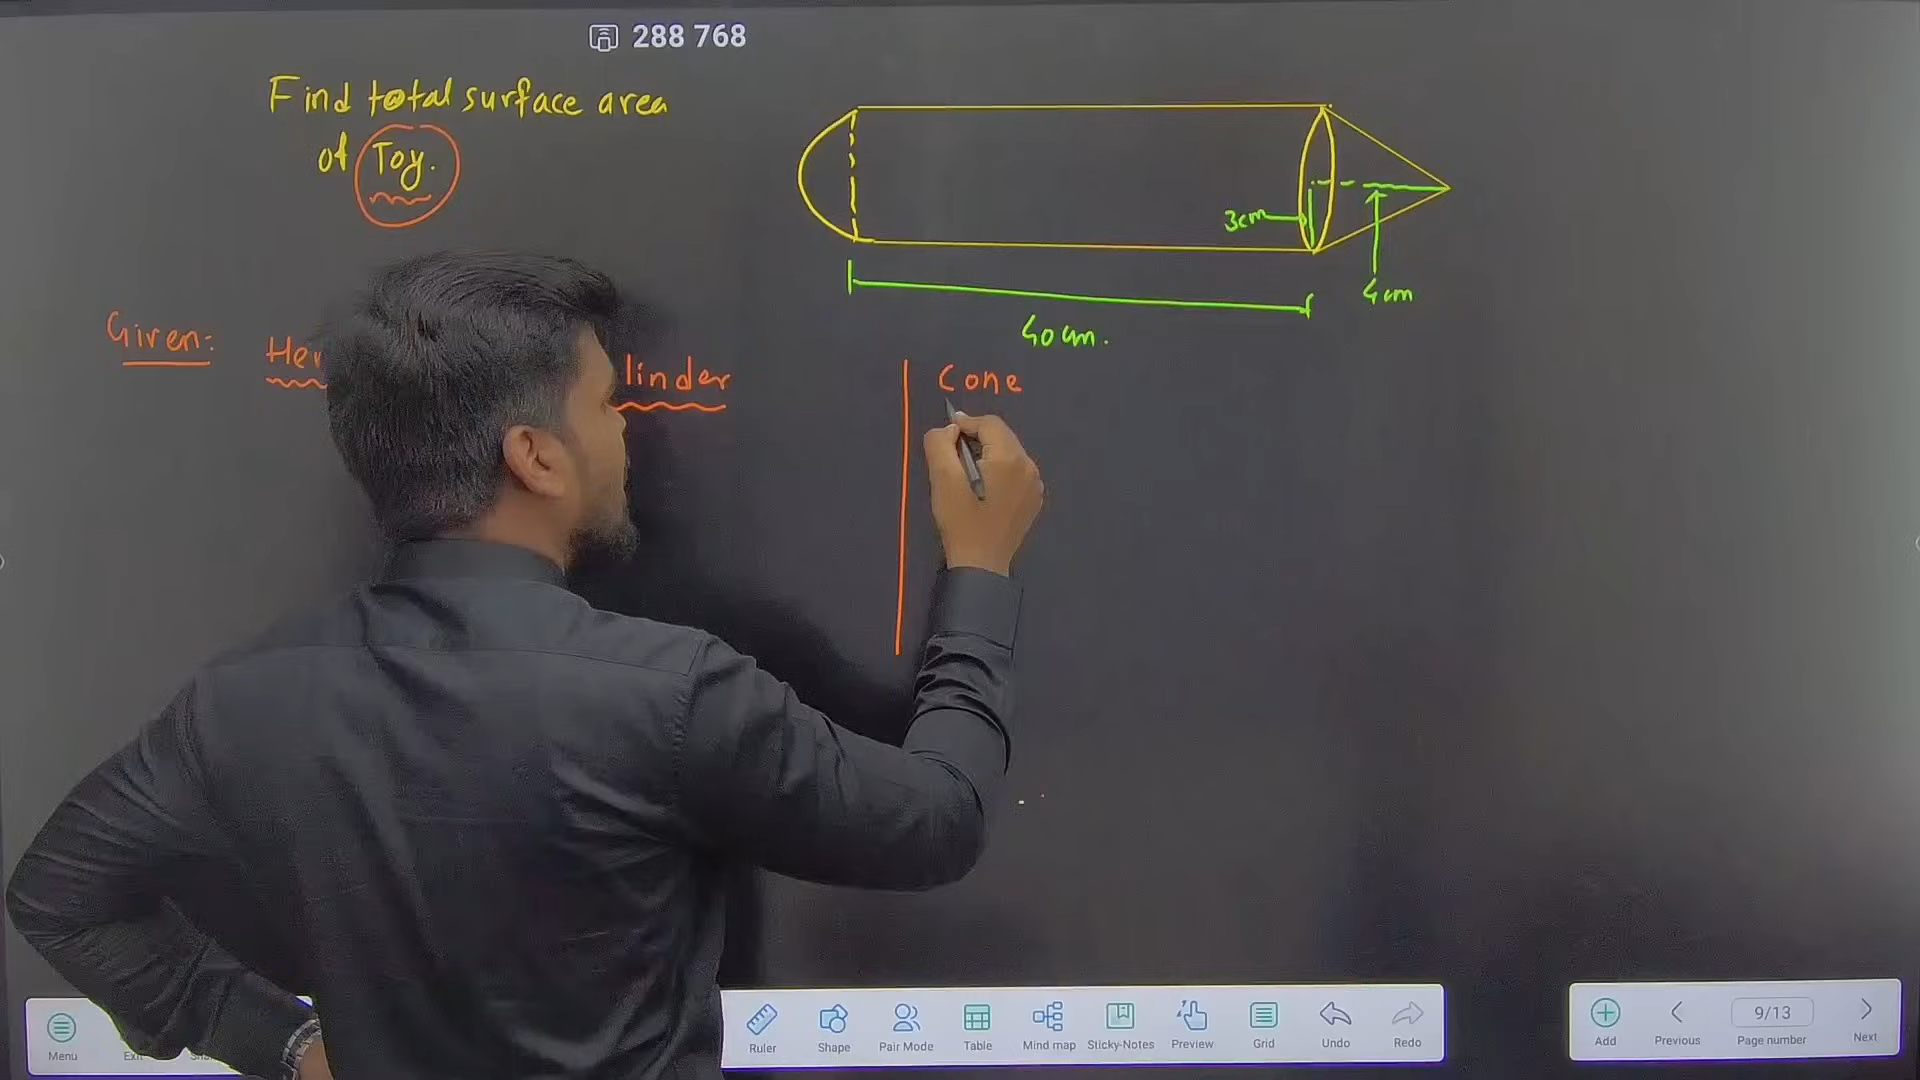 288 768
Find total surface area
of Toy.
3cm
4cm
40cm.
Given:
Cone
Menu
Ruler
Shape
Pair Mode
Table
Mind map
Sticky-Notes
Preview
Grid
Undo
Redo
Add
Previous
9/13
Page number
Next